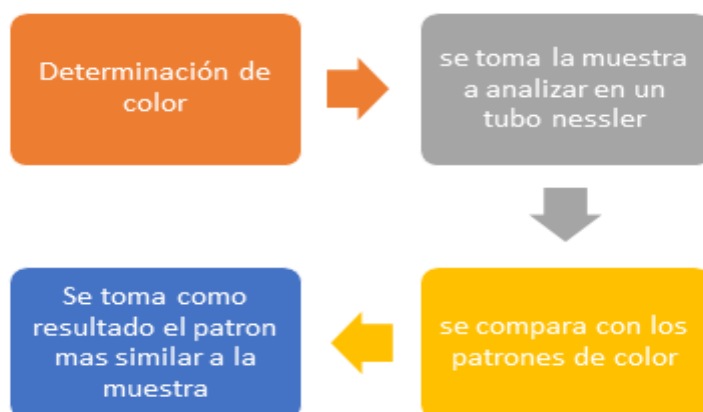 Determinación de
color
se toma la muestra
a analizar en un
tubo nessler
se compara con los
patrones de color
Se toma como
resultado el patron
mas similar a la
muestra